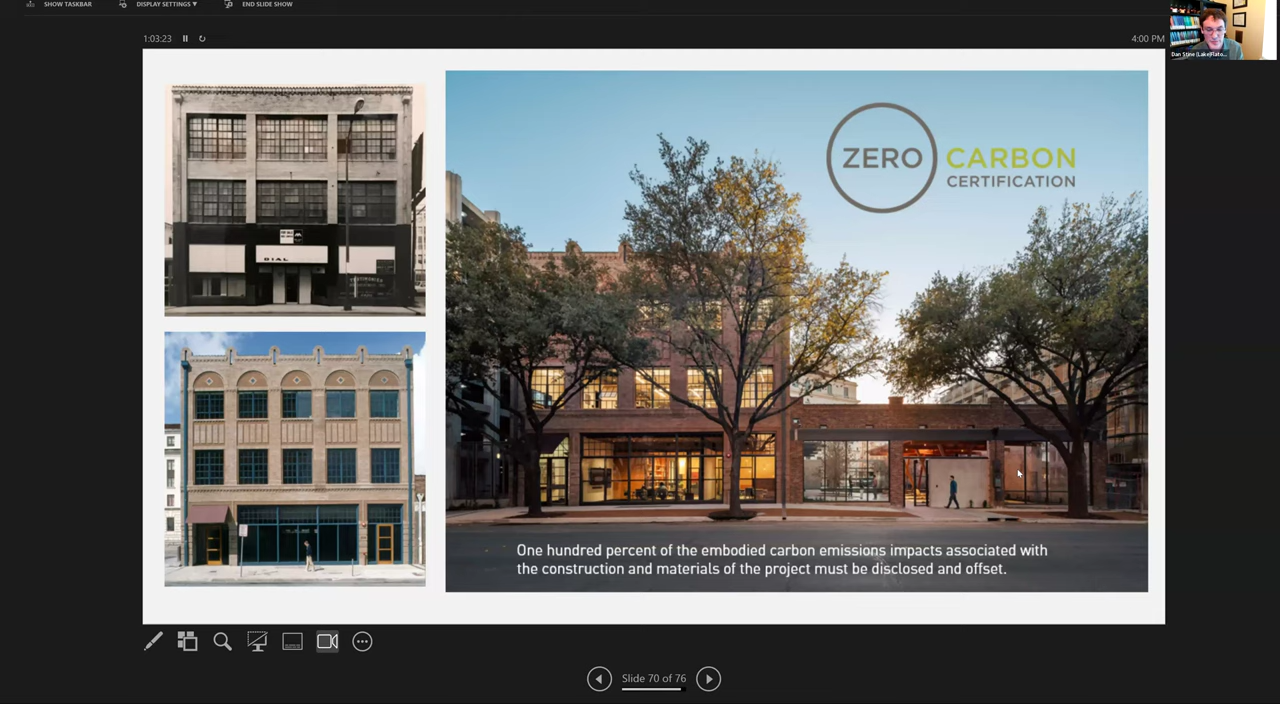 SHOW TASKBAR
DISPLAY SETTINGS ▼
END SLIDE SHOW
1:03:23
4:00 PM
Dan Stine (Lake|Flato...
DIAL
ZERO
CARBON
CERTIFICATION
One hundred percent of the embodied carbon emissions impacts associated with
the construction and materials of the project must be disclosed and offset.
Slide 70 of 76